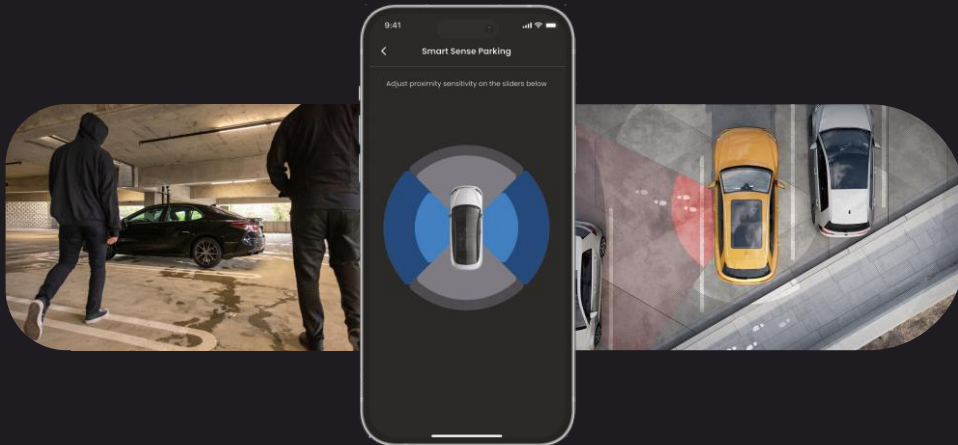 9:41
Smart Sense Parking
Adjust proximity sensitivity on the sliders below